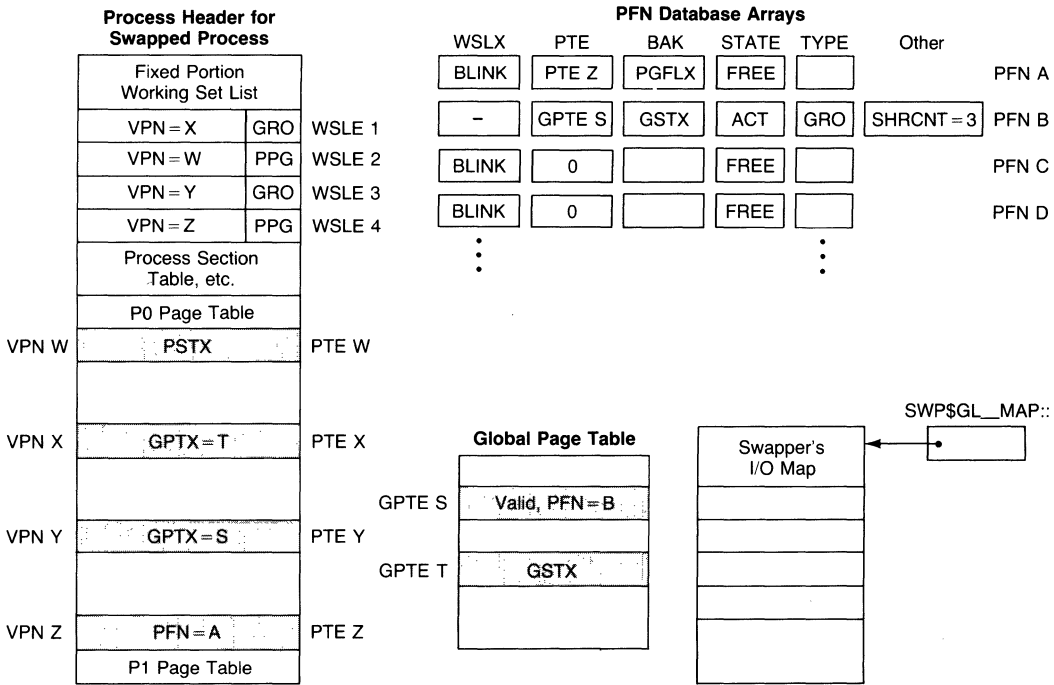 Process Header for
Swapped Process
Fixed Portion
Working Set List
VPN=X GRO WSLE 1
VPN=W PPG WSLE 2
VPN=Y GRO WSLE 3
VPN=Z PPG WSLE 4
Process Section
Table, etc.
P0 Page Table
VPN W PSTX PTE W
VPN X GPTX=T PTE X
VPN Y GPTX=S PTE Y
VPN Z PFN=A PTE Z
P1 Page Table
PFN Database Arrays
WSLX PTE BAK STATE TYPE Other
BLINK PTE Z PGFLX FREE PFN A
– GPTE S GSTX ACT GRO SHRCNT=3 PFN B
BLINK 0 FREE PFN C
BLINK 0 FREE PFN D
Global Page Table
GPTE S Valid, PFN=B
GPTE T GSTX
Swapper's
I/O Map
SWP$GL__MAP::